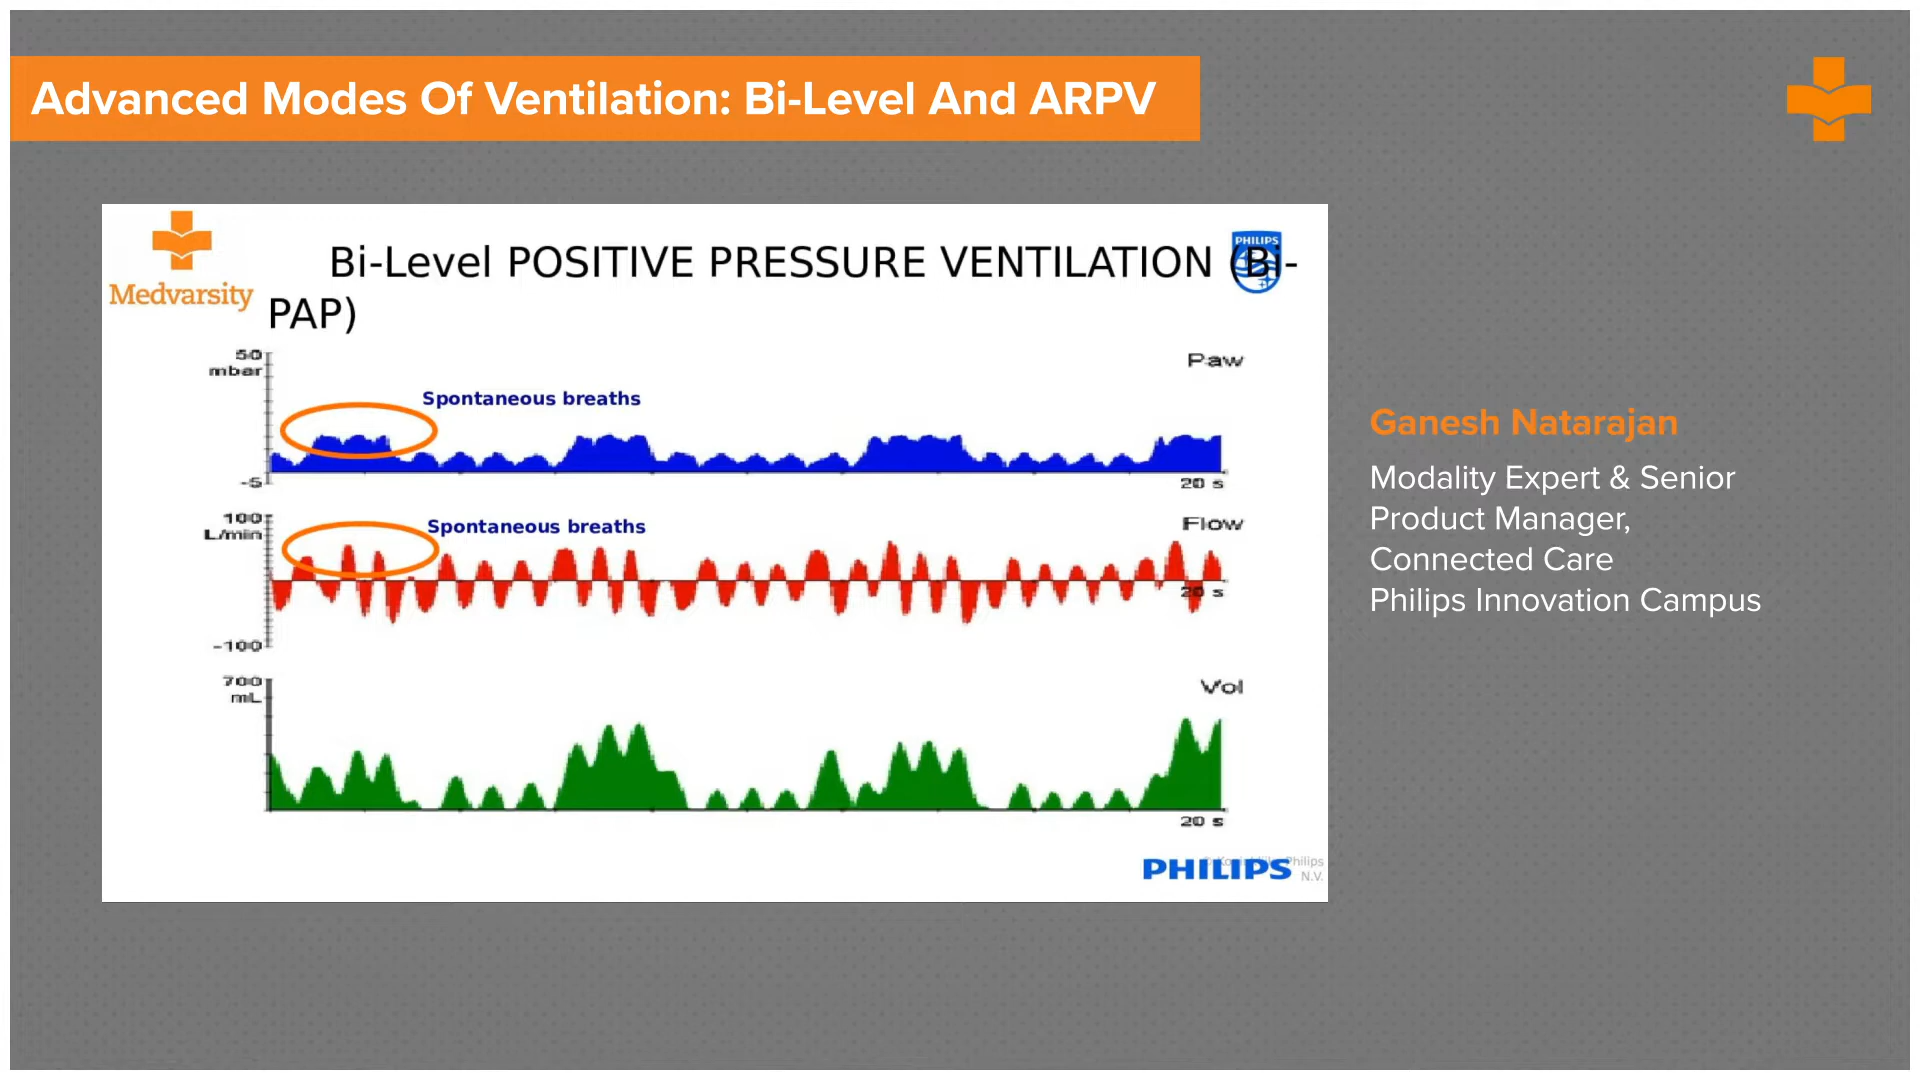 Advanced Modes Of Ventilation: Bi-Level And ARPV
Medvarsity
PHILIPS
Bi-Level POSITIVE PRESSURE VENTILATION (Bi-
PAP)
50
mbar
Paw
Spontaneous breaths
-5
20 s
100
L/min
Flow
Spontaneous breaths
20 s
-100
700
mL
Vol
20 s
PHILIPS
Philips
N.V.
Ganesh Natarajan
Modality Expert & Senior
Product Manager,
Connected Care
Philips Innovation Campus